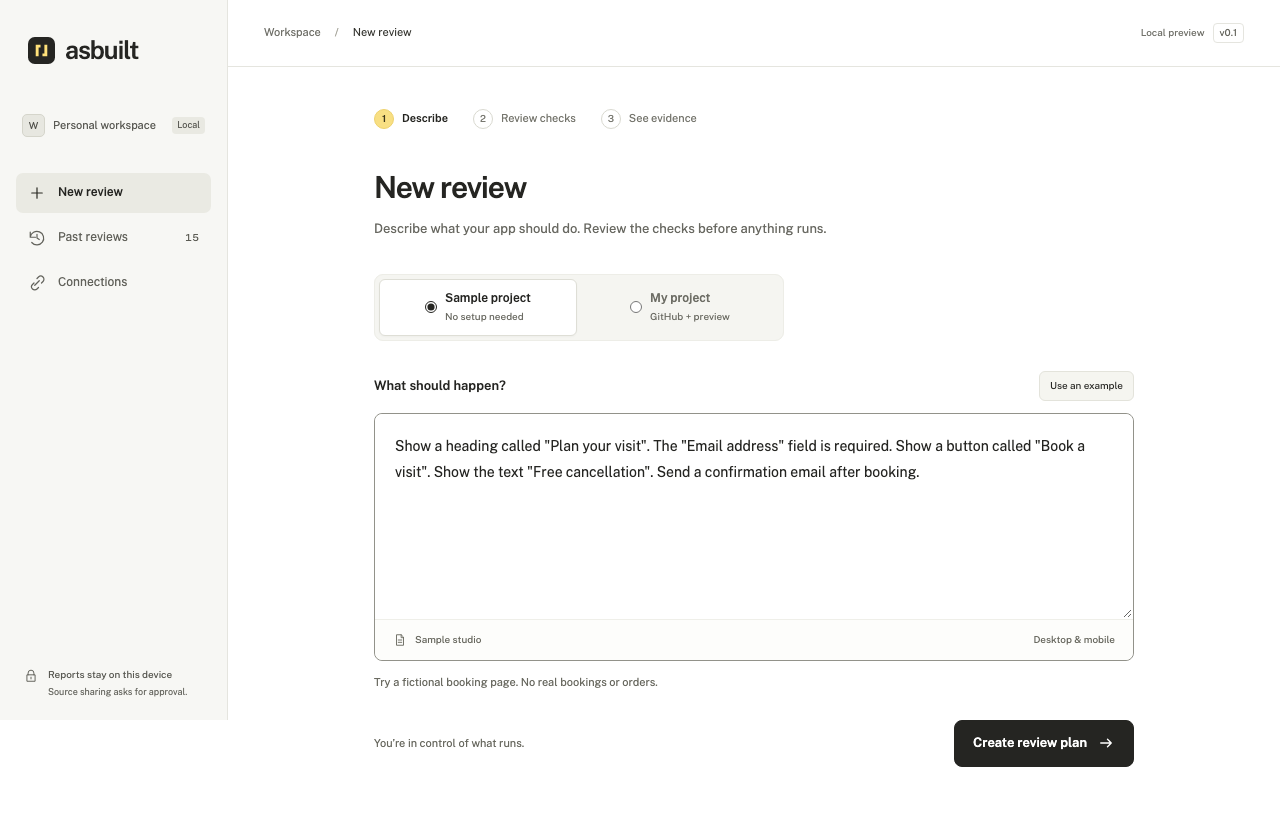 asbuilt
Workspace / New review
Local preview v0.1
W Personal workspace Local
New review
Past reviews 15
Connections
1 Describe 2 Review checks 3 See evidence
New review
Describe what your app should do. Review the checks before anything runs.
Sample project
No setup needed
My project
GitHub + preview
What should happen?
Use an example
Show a heading called "Plan your visit". The "Email address" field is required. Show a button called "Book a
visit". Show the text "Free cancellation". Send a confirmation email after booking.
Sample studio
Desktop & mobile
Try a fictional booking page. No real bookings or orders.
You're in control of what runs.
Create review plan
Reports stay on this device
Source sharing asks for approval.